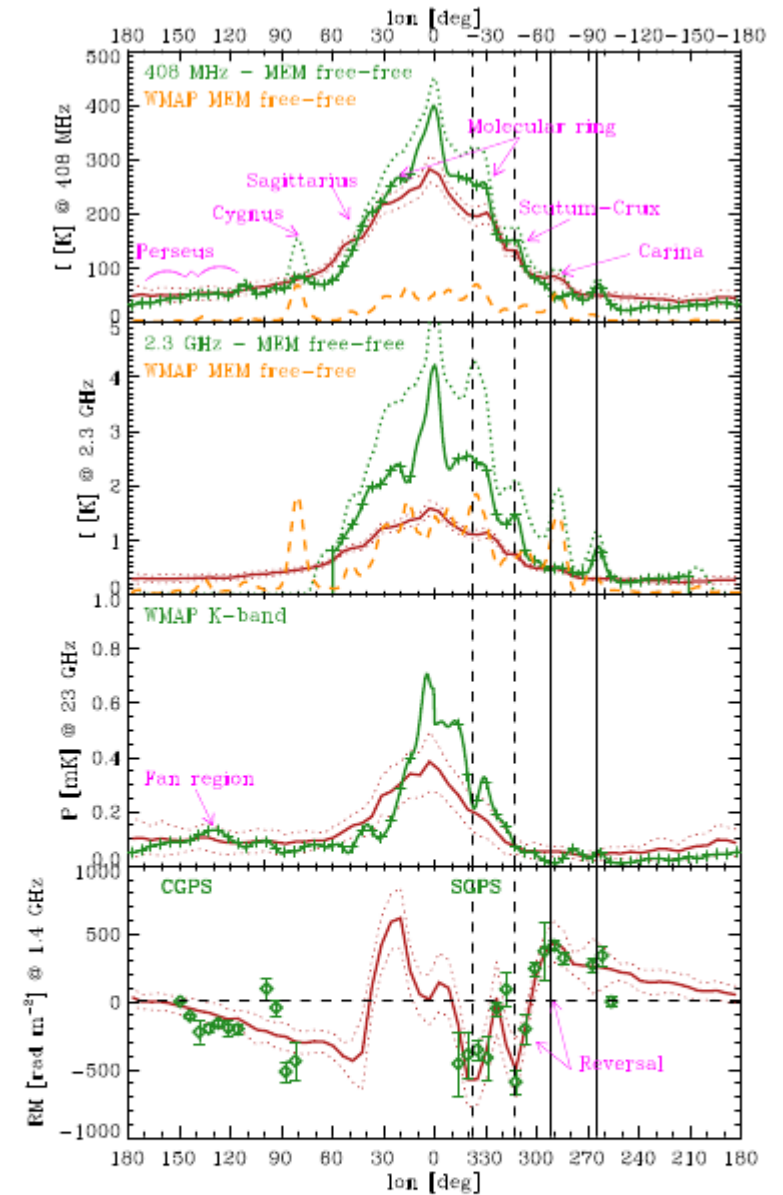 lon [deg]
180 150 120 90 60 30 0 -30 -60 -90 -120 -150 -180
500
400
300
200
100
0
I [K] @ 408 MHz
408 MHz - MEM free-free
WMAP MEM free-free
Molecular ring
Sagittarius
Cygnus
Scutum-Crux
Perseus
Carina
5
4
3
2
1
0
I [K] @ 2.3 GHz
2.3 GHz - MEM free-free
WMAP MEM free-free
1.0
0.8
0.6
0.4
0.2
0.0
P [mK] @ 23 GHz
WMAP K-band
Fan region
1000
500
0
-500
-1000
RM [rad m⁻²] @ 1.4 GHz
CGPS SGPS
Reversal
180 150 120 90 60 30 0 330 300 270 240 210 180
lon [deg]